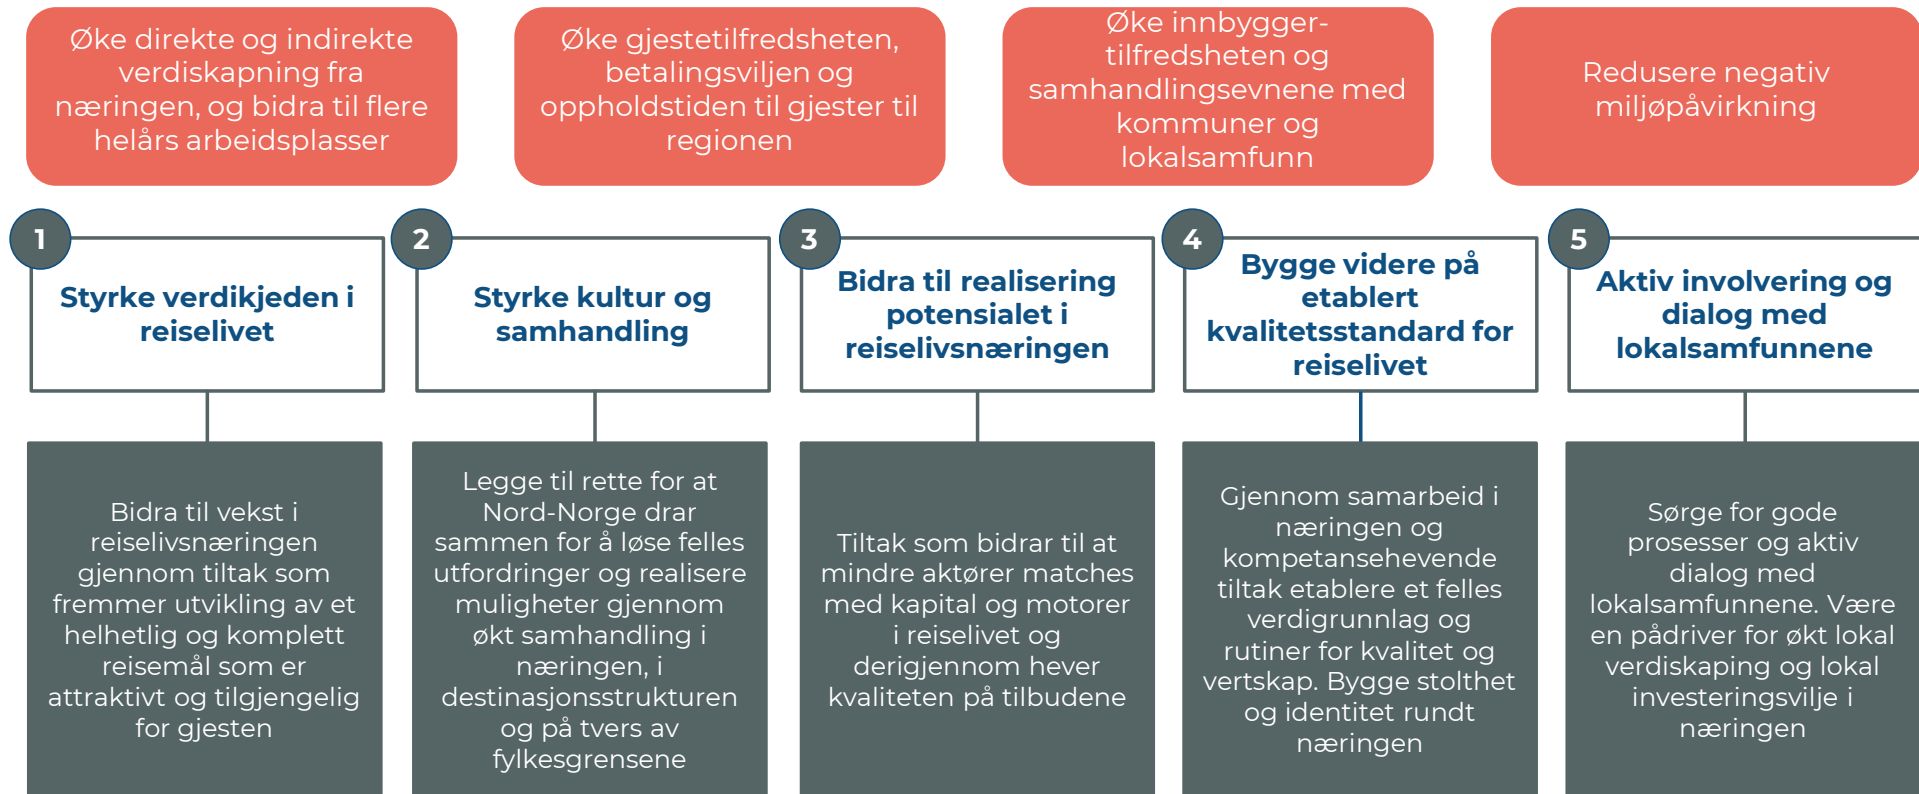 Øke direkte og indirekte
verdiskapning fra
næringen, og bidra til flere
helårs arbeidsplasser
Øke gjestetilfredsheten,
betalingsviljen og
oppholdstiden til gjester til
regionen
Øke innbygger-
tilfredsheten og
samhandlingsevnene med
kommuner og
lokalsamfunn
Redusere negativ
miljøpåvirkning
1
Styrke verdikjeden i
reiselivet
2
Styrke kultur og
samhandling
3
Bidra til realisering
potensialet i
reiselivsnæringen
4
Bygge videre på
etablert
kvalitetsstandard for
reiselivet
5
Aktiv involvering og
dialog med
lokalsamfunnene
Bidra til vekst i
reiselivsnæringen
gjennom tiltak som
fremmer utvikling av et
helhetlig og komplett
reisemål som er
attraktivt og tilgjengelig
for gjesten
Legge til rette for at
Nord-Norge drar
sammen for å løse felles
utfordringer og realisere
muligheter gjennom
økt samhandling i
næringen, i
destinasjonsstrukturen
og på tvers av
fylkesgrensene
Tiltak som bidrar til at
mindre aktører matches
med kapital og motorer
i reiselivet og
derigjennom hever
kvaliteten på tilbudene
Gjennom samarbeid i
næringen og
kompetansehevende
tiltak etablere et felles
verdigrunnlag og
rutiner for kvalitet og
vertskap. Bygge stolthet
og identitet rundt
næringen
Sørge for gode
prosesser og aktiv
dialog med
lokalsamfunnene. Være
en pådriver for økt lokal
verdiskaping og lokal
investeringsvilje i
næringen